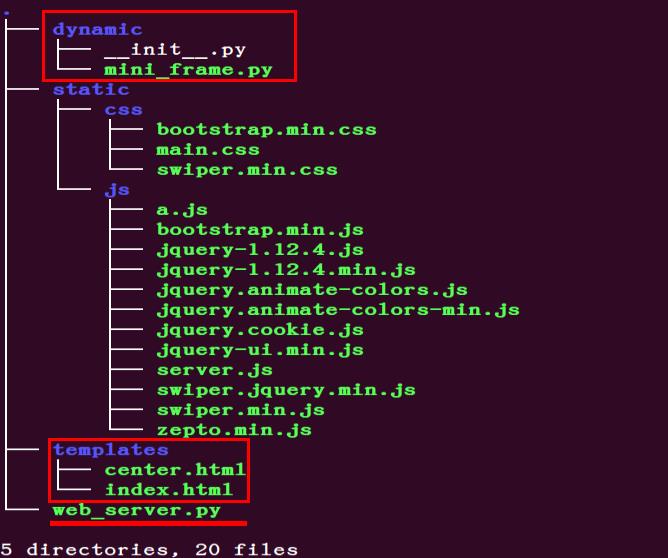 .
├── dynamic
│   ├── __init__.py
│   └── mini_frame.py
├── static
│   ├── css
│   │   ├── bootstrap.min.css
│   │   ├── main.css
│   │   └── swiper.min.css
│   └── js
│       ├── a.js
│       ├── bootstrap.min.js
│       ├── jquery-1.12.4.js
│       ├── jquery-1.12.4.min.js
│       ├── jquery.animate-colors.js
│       ├── jquery.animate-colors-min.js
│       ├── jquery.cookie.js
│       ├── jquery-ui.min.js
│       ├── server.js
│       ├── swiper.jquery.min.js
│       ├── swiper.min.js
│       └── zepto.min.js
├── templates
│   ├── center.html
│   └── index.html
└── web_server.py
5 directories, 20 files